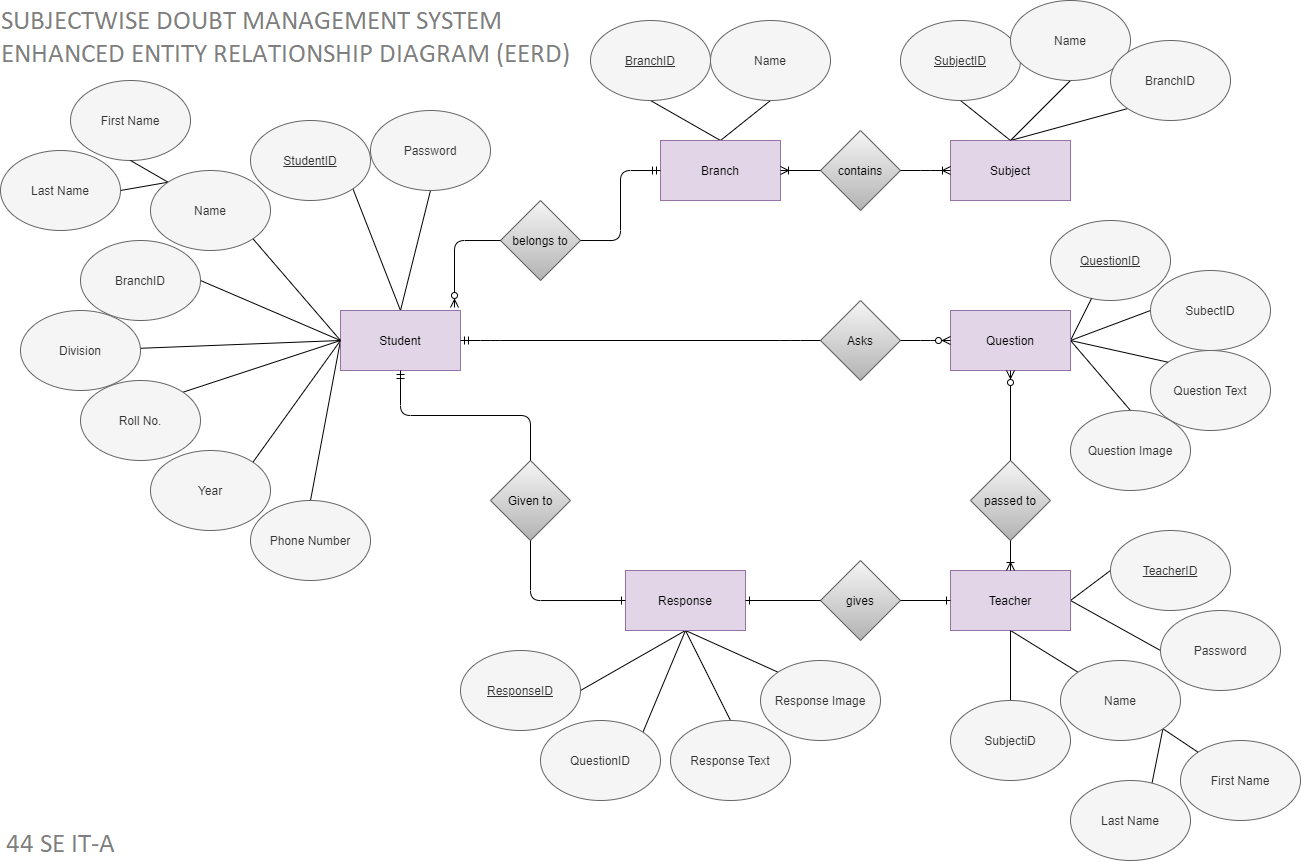 SUBJECTWISE DOUBT MANAGEMENT SYSTEM
ENHANCED ENTITY RELATIONSHIP DIAGRAM (EERD)
BranchID
Name
SubjectID
Name
BranchID
First Name
Last Name
Name
StudentID
Password
Branch
contains
Subject
belongs to
BranchID
Division
Roll No.
Year
Phone Number
Student
Asks
Question
QuestionID
SubectID
Question Text
Question Image
Given to
passed to
Response
gives
Teacher
TeacherID
Password
ResponseID
QuestionID
Response Text
Response Image
SubjectiD
Name
First Name
Last Name
44 SE IT-A